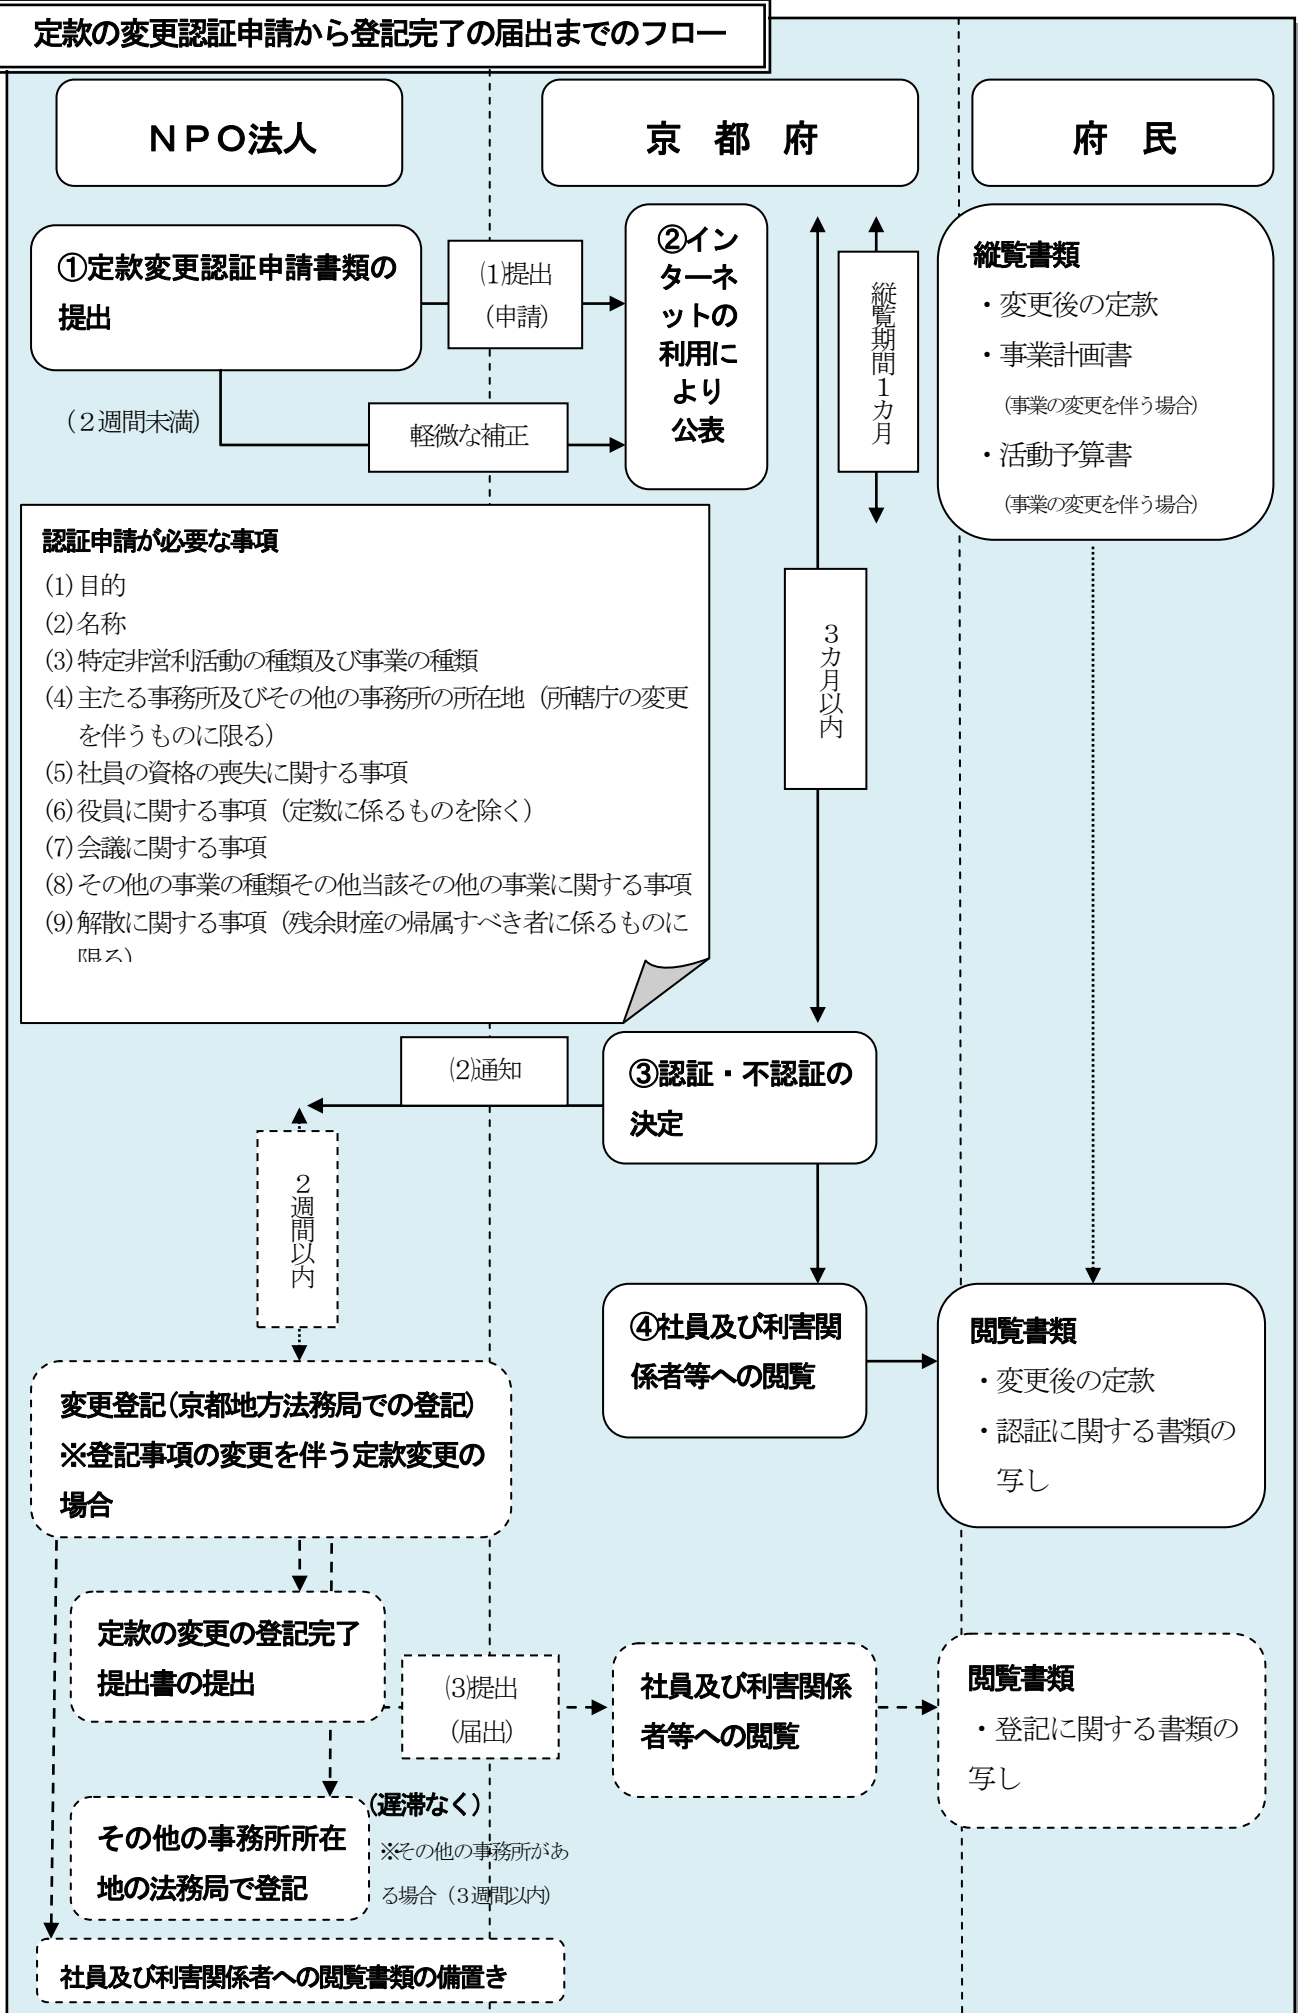 定款の変更認証申請から登記完了の届出までのフロー
ＮＰＯ法人
京　都　府
府　民
①定款変更認証申請書類の
提出
(1)提出
(申請)
②イン
ターネ
ットの
利用に
より
公表
縦覧期間１カ月
縦覧書類
・変更後の定款
・事業計画書
(事業の変更を伴う場合)
・活動予算書
(事業の変更を伴う場合)
(２週間未満)
軽微な補正
認証申請が必要な事項
(1)目的
(2)名称
(3)特定非営利活動の種類及び事業の種類
(4)主たる事務所及びその他の事務所の所在地（所轄庁の変更
を伴うものに限る）
(5)社員の資格の喪失に関する事項
(6)役員に関する事項（定数に係るものを除く）
(7)会議に関する事項
(8)その他の事業の種類その他当該その他の事業に関する事項
(9)解散に関する事項（残余財産の帰属すべき者に係るものに
限る）
３カ月以内
(2)通知
③認証・不認証の
決定
２週間以内
④社員及び利害関
係者等への閲覧
閲覧書類
・変更後の定款
・認証に関する書類の
写し
変更登記(京都地方法務局での登記)
※登記事項の変更を伴う定款変更の
場合
定款の変更の登記完了
提出書の提出
(3)提出
(届出)
社員及び利害関係
者等への閲覧
閲覧書類
・登記に関する書類の
写し
(遅滞なく)
その他の事務所所在
地の法務局で登記
※その他の事務所があ
る場合（３週間以内）
社員及び利害関係者への閲覧書類の備置き